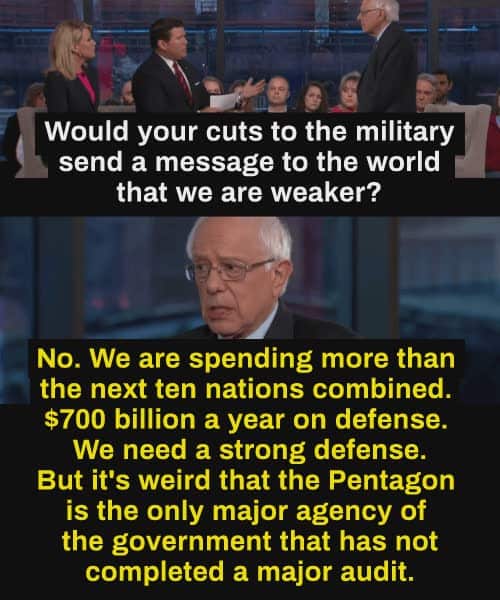 Would your cuts to the military
send a message to the world
that we are weaker?
No. We are spending more than
the next ten nations combined.
$700 billion a year on defense.
We need a strong defense.
But it's weird that the Pentagon
is the only major agency of
the government that has not
completed a major audit.